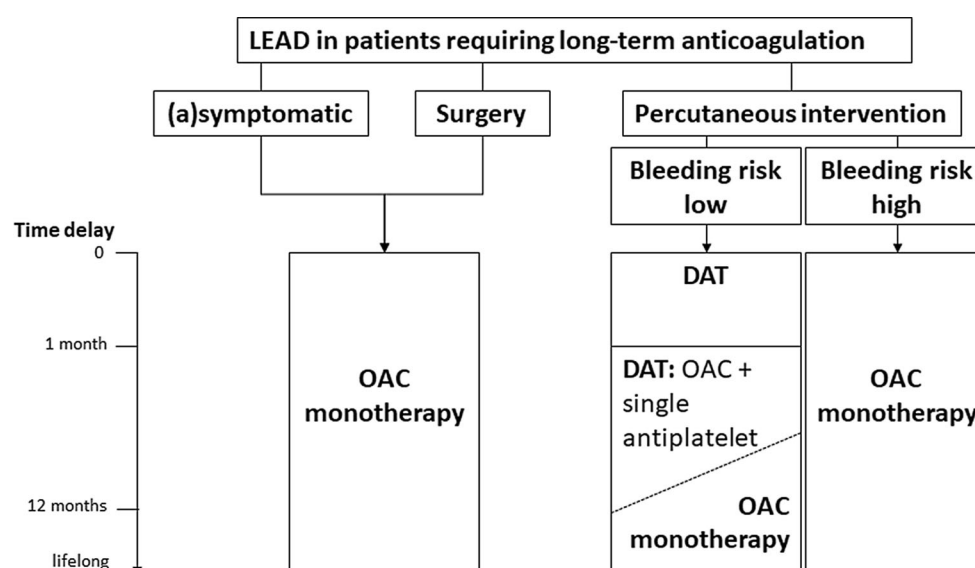 LEAD in patients requiring long-term anticoagulation
(a)symptomatic
Surgery
Percutaneous intervention
Bleeding risk
low
Bleeding risk
high
Time delay
0
1 month
12 months
lifelong
OAC
monotherapy
DAT
DAT: OAC +
single
antiplatelet
OAC
monotherapy
OAC
monotherapy